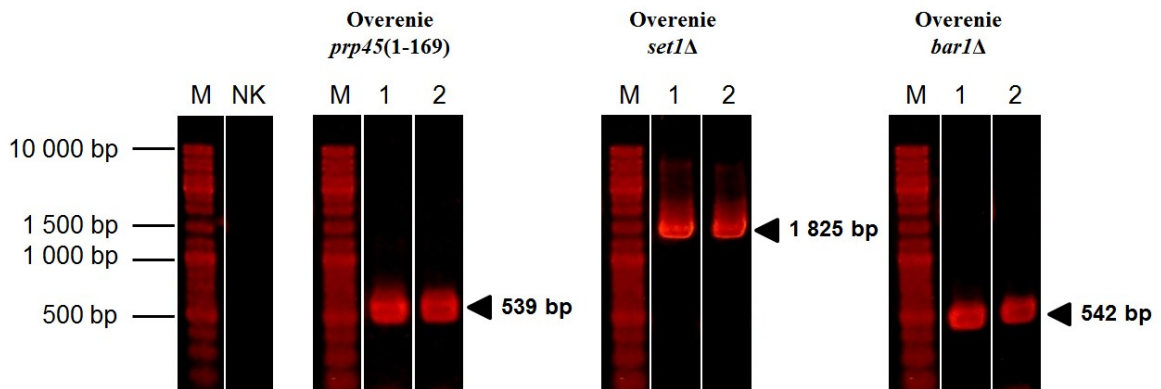 Overenie
prp45(1-169)
Overenie
set1Δ
Overenie
bar1Δ
M NK
M 1 2
M 1 2
M 1 2
10 000 bp
1 500 bp
1 000 bp
500 bp
539 bp
1 825 bp
542 bp